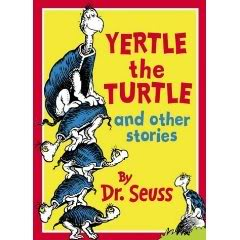 YERTLE
the
TURTLE
and other
stories
By
Dr. Seuss